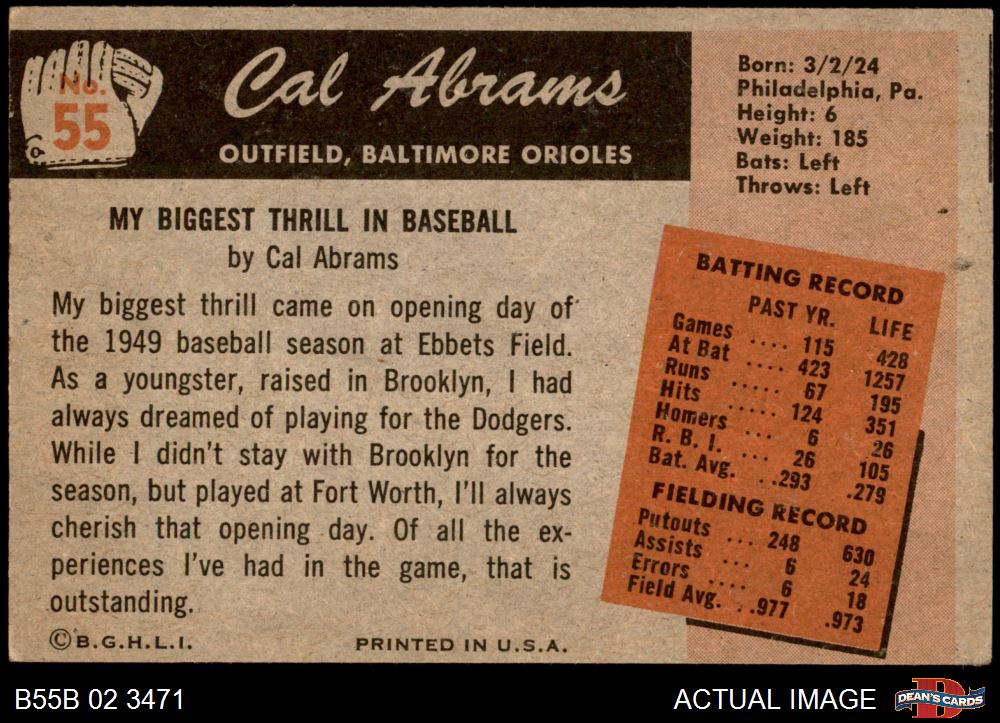 No.
55
Cal Abrams
OUTFIELD, BALTIMORE ORIOLES
Born: 3/2/24
Philadelphia, Pa.
Height: 6
Weight: 185
Bats: Left
Throws: Left
MY BIGGEST THRILL IN BASEBALL
by Cal Abrams
My biggest thrill came on opening day of
the 1949 baseball season at Ebbets Field.
As a youngster, raised in Brooklyn, I had
always dreamed of playing for the Dodgers.
While I didn't stay with Brooklyn for the
season, but played at Fort Worth, I'll always
cherish that opening day. Of all the ex-
periences I've had in the game, that is
outstanding.
©B.G.H.L.I. PRINTED IN U.S.A.
BATTING RECORD
PAST YR. LIFE
Games .... 115 428
At Bat .... 423 1257
Runs ..... 67 195
Hits ..... 124 351
Homers ... 6 26
R. B. I. ... 26 105
Bat. Avg. ..293 .279
FIELDING RECORD
Putouts ... 248 630
Assists ... 6 24
Errors .... 6 18
Field Avg. ..977 .973
B55B 02 3471 ACTUAL IMAGE
D
DEAN'S CARDS